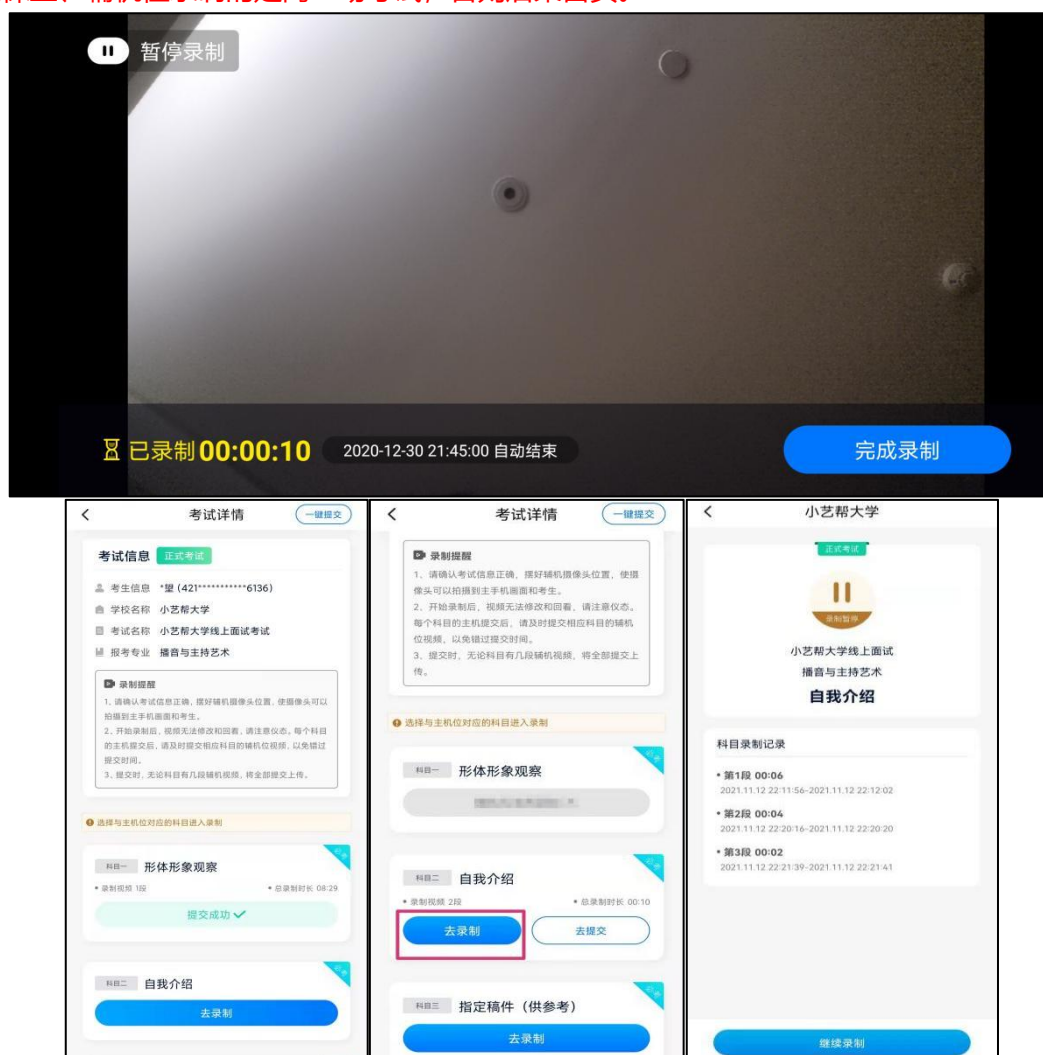 暂停录制
已录制 00:00:10 2020-12-30 21:45:00 自动结束 完成录制
考试详情 一键提交
考试信息 正式考试
考生信息 *望 (421***********6136)
学校名称 小艺帮大学
考试名称 小艺帮大学线上面试考试
报考专业 播音与主持艺术
录制提醒
1、请确认考试信息正确，摆好辅机摄像头位置，使摄像头可以
拍摄到主手机画面和考生。
2、开始录制后，视频无法修改和回看，请注意仪态。每个科目
的主机提交后，请及时提交相应科目的辅机位视频，以免错过
提交时间。
3、提交时，无论科目有几段辅机视频，将全部提交上传。
选择与主机位对应的科目进入录制
科目一 形体形象观察
必考
• 录制视频 1段 • 总录制时长 08:29
提交成功
科目二 自我介绍
必考
去录制
考试详情 一键提交
录制提醒
1、请确认考试信息正确，摆好辅机摄像头位置，使摄
像头可以拍摄到主手机画面和考生。
2、开始录制后，视频无法修改和回看，请注意仪态。
每个科目的主机提交后，请及时提交相应科目的辅机
位视频，以免错过提交时间。
3、提交时，无论科目有几段辅机视频，将全部提交上
传。
选择与主机位对应的科目进入录制
科目一 形体形象观察
必考
科目二 自我介绍
必考
• 录制视频 2段 • 总录制时长 00:10
去录制 去提交
科目三 指定稿件（供参考）
必考
去录制
小艺帮大学
正式考试
录制暂停
小艺帮大学线上面试
播音与主持艺术
自我介绍
科目录制记录
• 第1段 00:06
2021.11.12 22:11:56-2021.11.12 22:12:02
• 第2段 00:04
2021.11.12 22:20:16-2021.11.12 22:20:20
• 第3段 00:02
2021.11.12 22:21:39-2021.11.12 22:21:41
继续录制